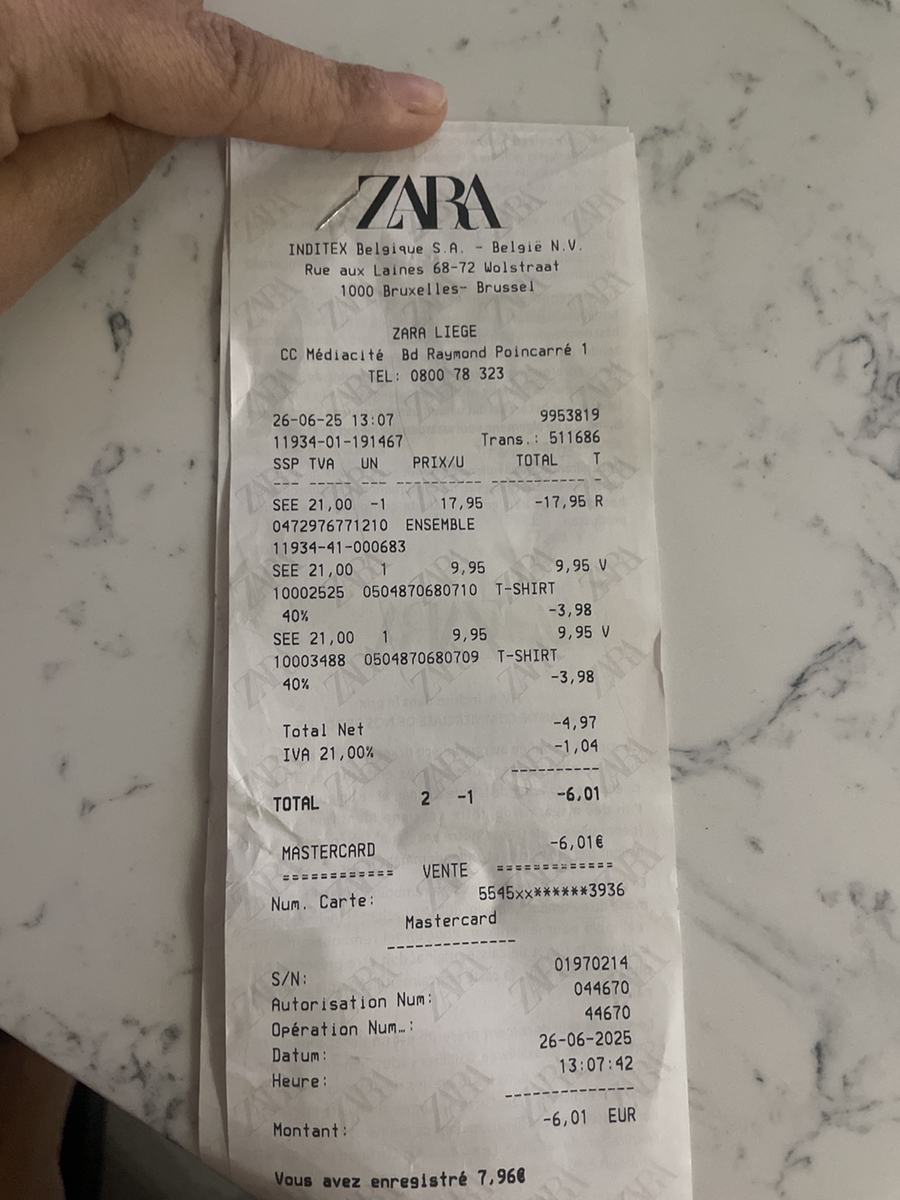 ZARA
INDITEX Belgique S.A. - België N.V.
Rue aux Laines 68-72 Wolstraat
1000 Bruxelles- Brussel
ZARA LIEGE
CC Médiacité Bd Raymond Poincarré 1
TEL: 0800 78 323
26-06-25 13:07 9953819
11934-01-191467 Trans.: 511686
SSP TVA UN PRIX/U TOTAL T
--- ----- --- ---------- ----------- -
SEE 21,00 -1 17,95 -17,95 R
0472976771210 ENSEMBLE
11934-41-000683
SEE 21,00 1 9,95 9,95 V
10002525 0504870680710 T-SHIRT
40% -3,98
SEE 21,00 1 9,95 9,95 V
10003488 0504870680709 T-SHIRT
40% -3,98
Total Net -4,97
IVA 21,00% -1,04
----------
TOTAL 2 -1 -6,01
MASTERCARD -6,01€
============ VENTE ============
Num. Carte: 5545xx******3936
Mastercard
--------------
S/N: 01970214
Autorisation Num: 044670
Opération Num…: 44670
Datum: 26-06-2025
Heure: 13:07:42
--------------
Montant: -6,01 EUR
Vous avez enregistré 7,96€